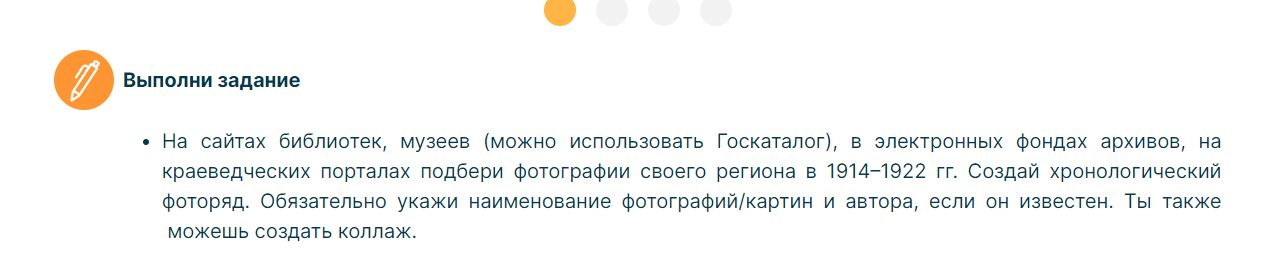 Выполни задание
• На сайтах библиотек, музеев (можно использовать Госкаталог), в электронных фондах архивов, на
краеведческих порталах подбери фотографии своего региона в 1914–1922 гг. Создай хронологический
фоторяд. Обязательно укажи наименование фотографий/картин и автора, если он известен. Ты также
можешь создать коллаж.